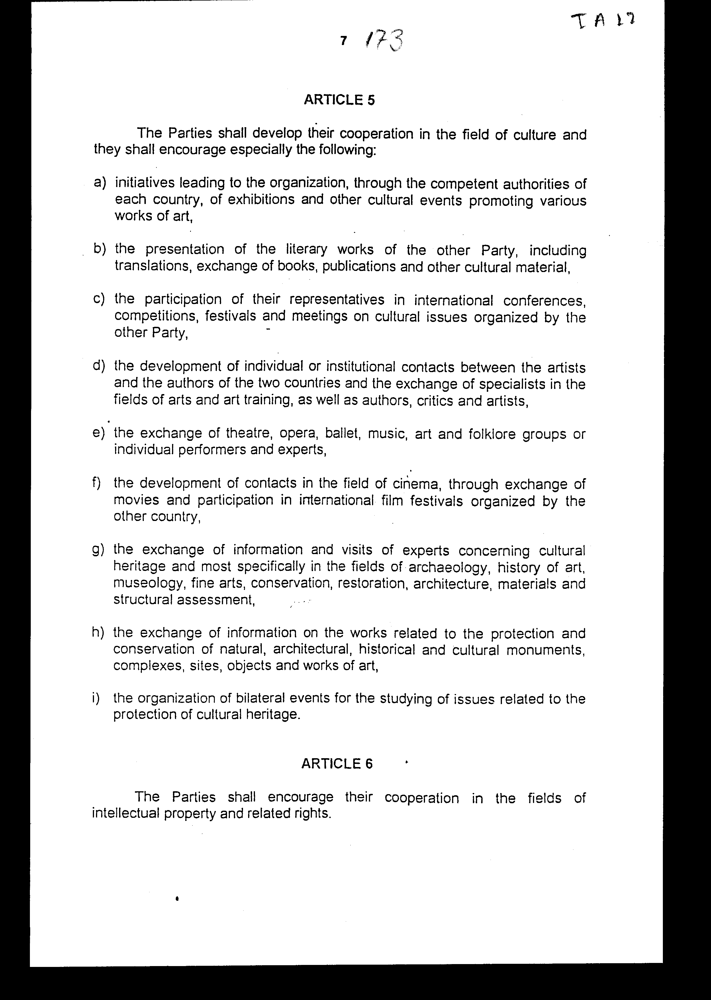 T A 17
7 173
ARTICLE 5
The Parties shall develop their cooperation in the field of culture and
they shall encourage especially the following:
a) initiatives leading to the organization, through the competent authorities of
each country, of exhibitions and other cultural events promoting various
works of art,
b) the presentation of the literary works of the other Party, including
translations, exchange of books, publications and other cultural material,
c) the participation of their representatives in international conferences,
competitions, festivals and meetings on cultural issues organized by the
other Party,
d) the development of individual or institutional contacts between the artists
and the authors of the two countries and the exchange of specialists in the
fields of arts and art training, as well as authors, critics and artists,
e) the exchange of theatre, opera, ballet, music, art and folklore groups or
individual performers and experts,
f) the development of contacts in the field of cinema, through exchange of
movies and participation in international film festivals organized by the
other country,
g) the exchange of information and visits of experts concerning cultural
heritage and most specifically in the fields of archaeology, history of art,
museology, fine arts, conservation, restoration, architecture, materials and
structural assessment,
h) the exchange of information on the works related to the protection and
conservation of natural, architectural, historical and cultural monuments,
complexes, sites, objects and works of art,
i) the organization of bilateral events for the studying of issues related to the
protection of cultural heritage.
ARTICLE 6
The Parties shall encourage their cooperation in the fields of
intellectual property and related rights.